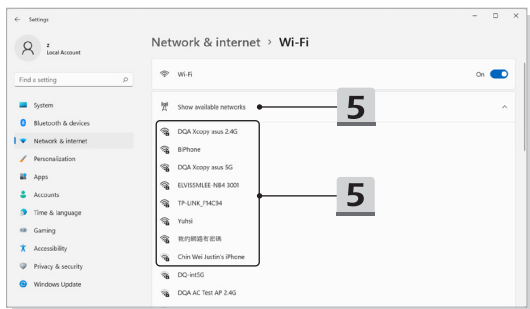 Settings
z
Local Account
Find a setting
System
Bluetooth & devices
Network & internet
Personalization
Apps
Accounts
Time & language
Gaming
Accessibility
Privacy & security
Windows Update
Network & internet > Wi-Fi
Wi-Fi
On
Show available networks
5
DQA Xcopy asus 2.4G
BiPhone
DQA Xcopy asus 5G
ELVISSMLEE-NB4 3001
5
TP-LINK_F14C94
Yuhsi
我的網路有密碼
Chin Wei Justin's iPhone
DQ-int5G
DQA AC Test AP 2.4G